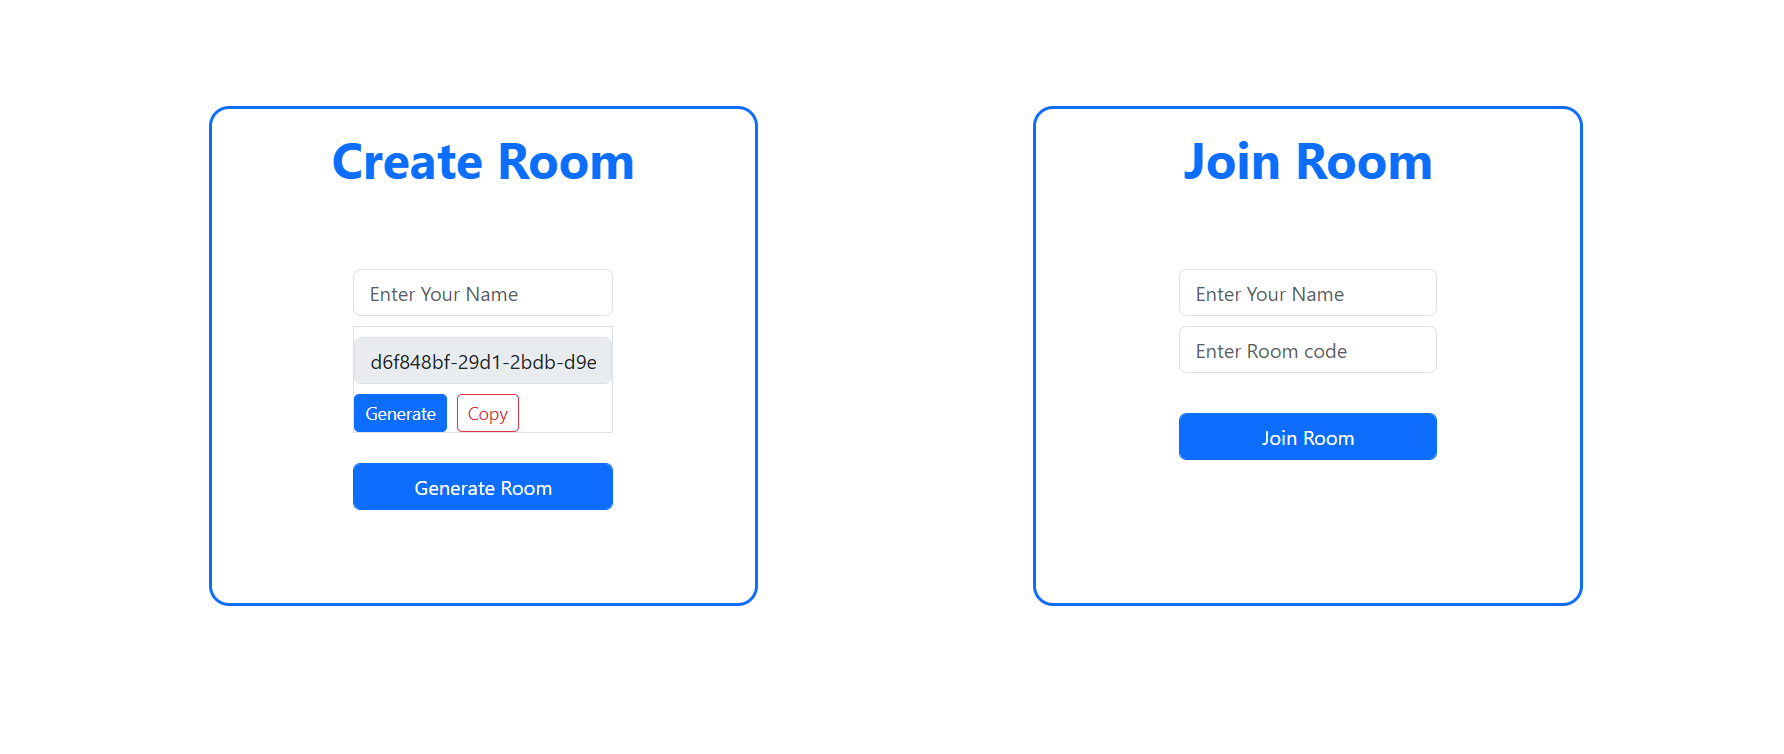 Create Room
Enter Your Name
d6f848bf-29d1-2bdb-d9e
Generate Copy
Generate Room
Join Room
Enter Your Name
Enter Room code
Join Room